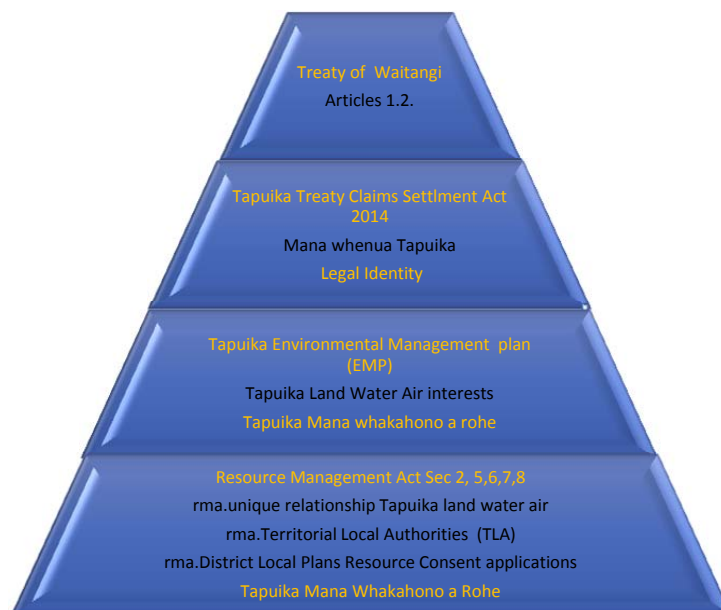 Treaty of Waitangi
Articles 1.2.
Tapuika Treaty Claims Settlment Act
2014
Mana whenua Tapuika
Legal Identity
Tapuika Environmental Management plan
(EMP)
Tapuika Land Water Air interests
Tapuika Mana whakahono a rohe
Resource Management Act Sec 2, 5,6,7,8
rma.unique relationship Tapuika land water air
rma.Territorial Local Authorities (TLA)
rma.District Local Plans Resource Consent applications
Tapuika Mana Whakahono a Rohe